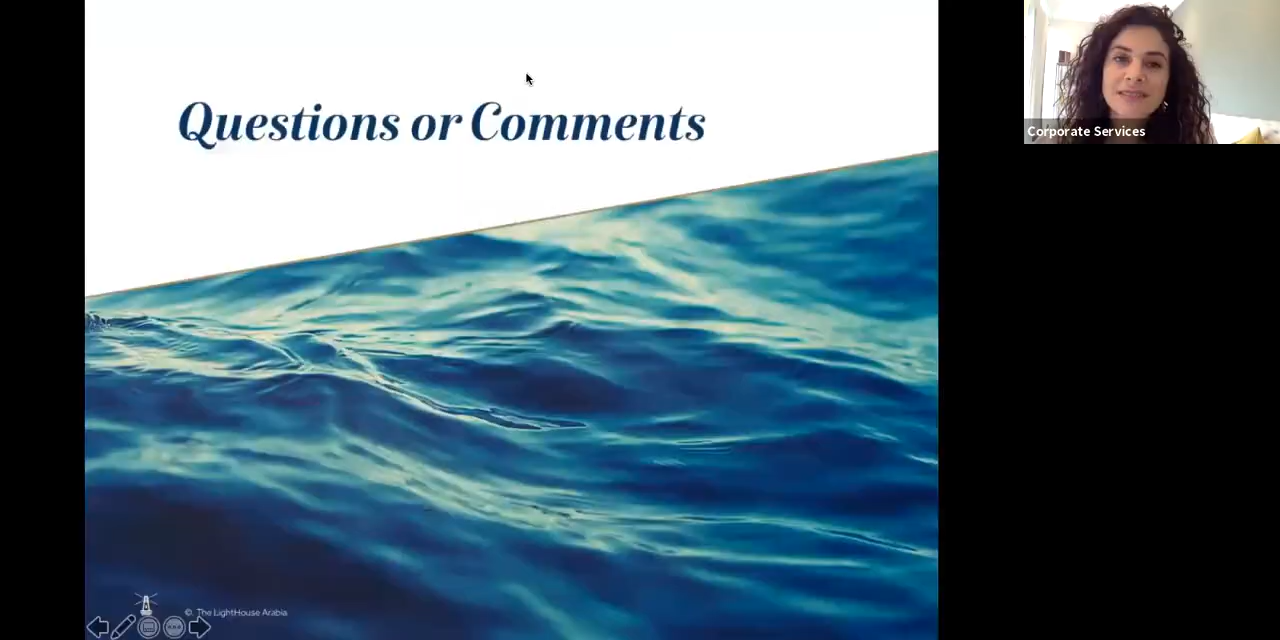 Questions or Comments
Corporate Services
©. The LightHouse Arabia